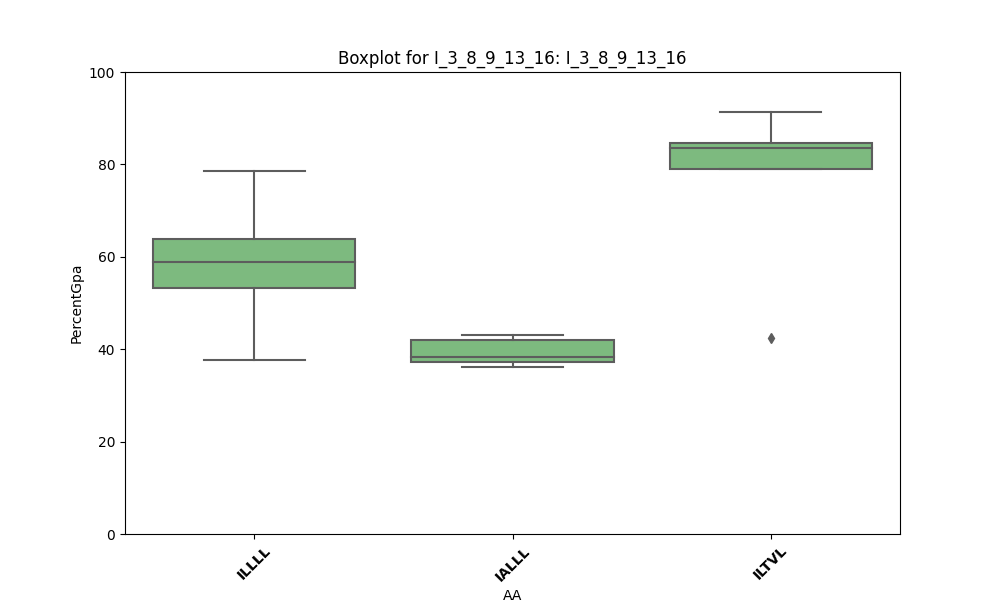 Boxplot for I_3_8_9_13_16: I_3_8_9_13_16
100
80
60
40
20
0
PercentGpa
ILLLL
IALLL
ILTVL
AA